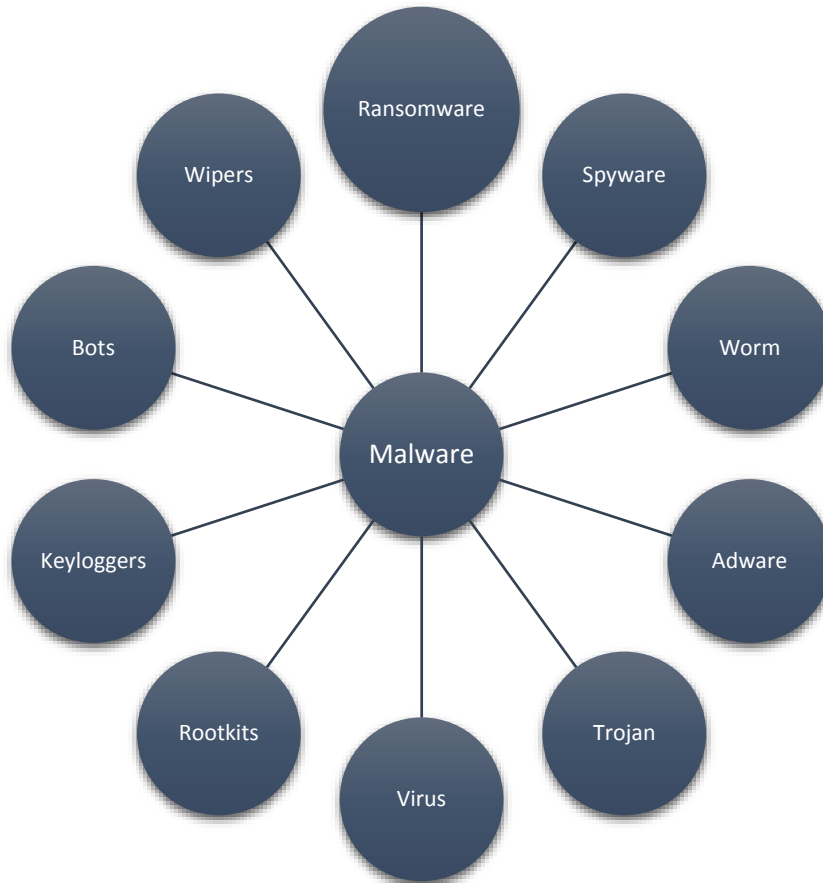 Ransomware
Spyware
Worm
Adware
Trojan
Virus
Rootkits
Keyloggers
Bots
Wipers
Malware